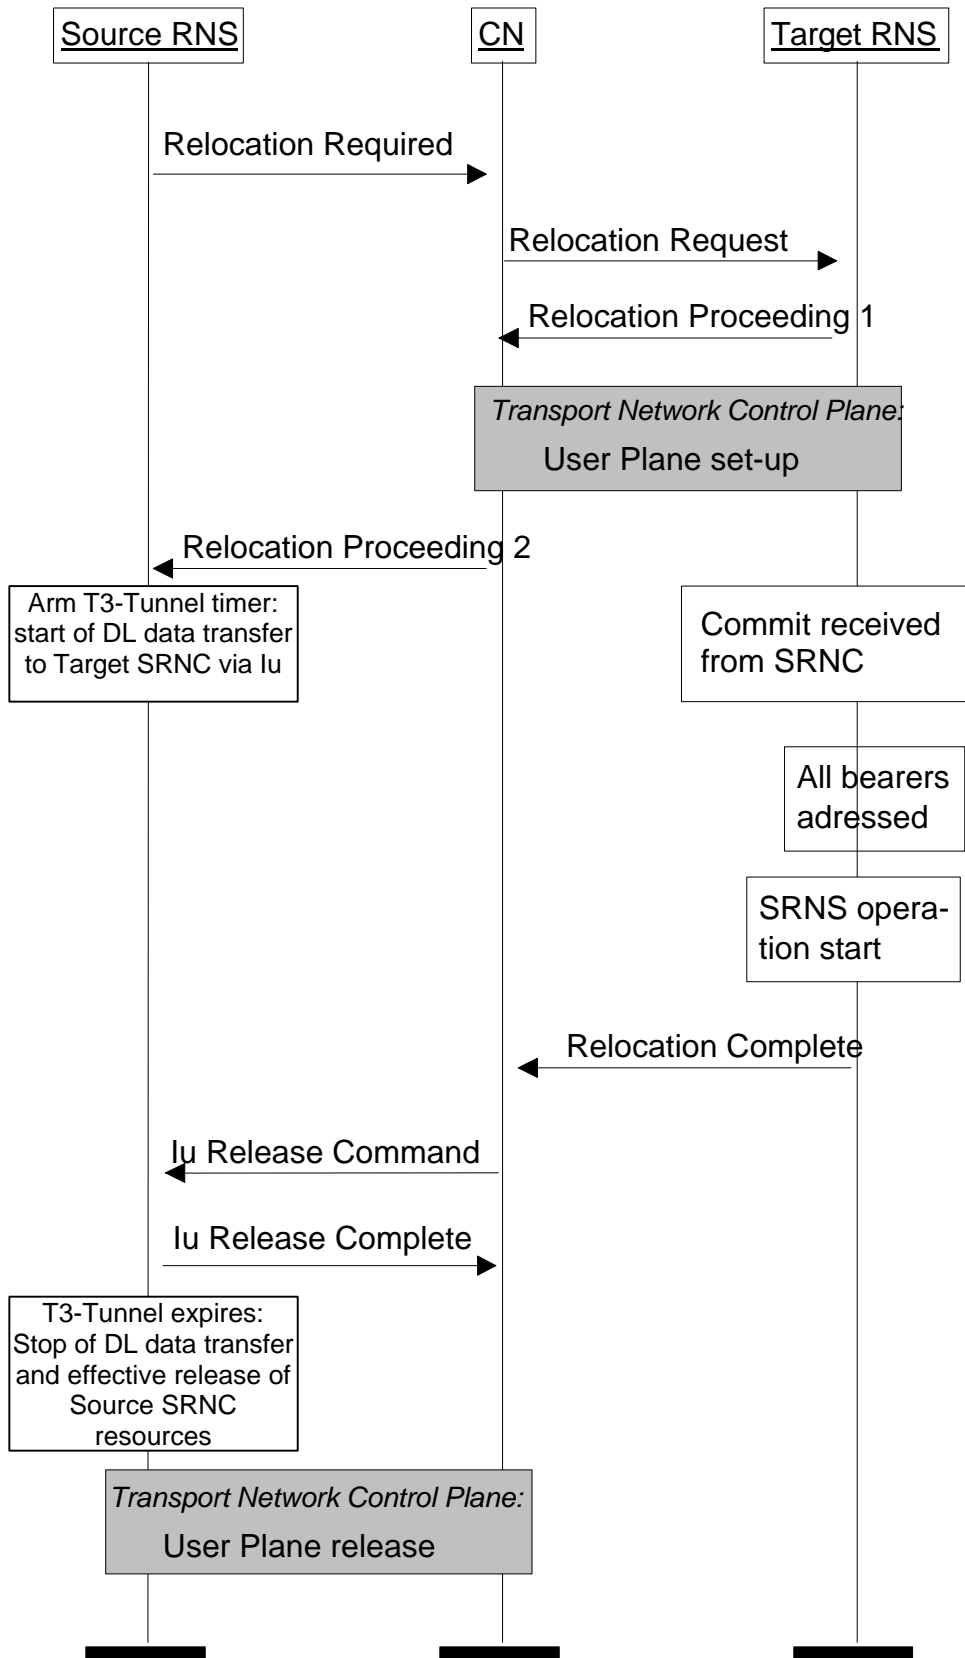 Source RNS
CN
Target RNS
Relocation Required
Relocation Request
Relocation Proceeding 1
Transport Network Control Plane:
User Plane set-up
Relocation Proceeding 2
Arm T3-Tunnel timer:
start of DL data transfer
to Target SRNC via Iu
Commit received
from SRNC
All bearers
adressed
SRNS opera-
tion start
Relocation Complete
Iu Release Command
Iu Release Complete
T3-Tunnel expires:
Stop of DL data transfer
and effective release of
Source SRNC
resources
Transport Network Control Plane:
User Plane release